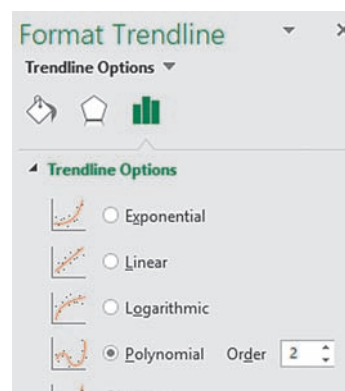 Format Trendline
Trendline Options
Trendline Options
Exponential
Linear
Logarithmic
Polynomial Order 2